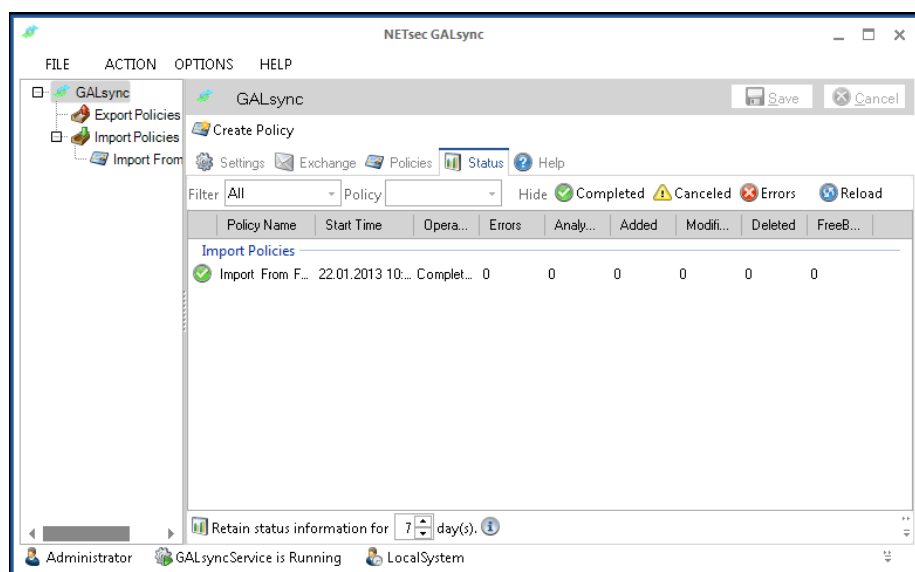 NETsec GALsync
FILE ACTION OPTIONS HELP
GALsync
Export Policies
Import Policies
Import From
GALsync
Save Cancel
Create Policy
Settings Exchange Policies Status Help
Filter All Policy Hide Completed Canceled Errors Reload
Policy Name Start Time Opera... Errors Analy... Added Modifi... Deleted FreeB...
Import Policies
Import From F... 22.01.2013 10:... Complet... 0 0 0 0 0 0
Retain status information for 7 day(s).
Administrator GALsyncService is Running LocalSystem